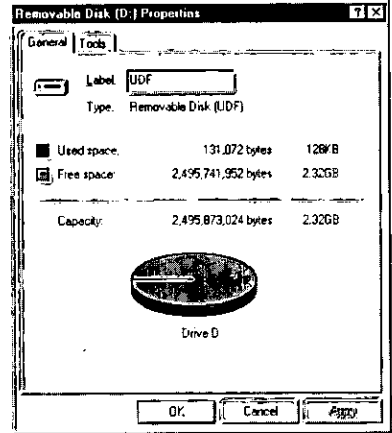 Removable Disk (D:) Properties
General Tools
Label: UDF
Type: Removable Disk (UDF)
Used space: 131,072 bytes 128KB
Free space: 2,495,741,952 bytes 2.32GB
Capacity: 2,495,873,024 bytes 2.32GB
Drive D
OK Cancel Apply